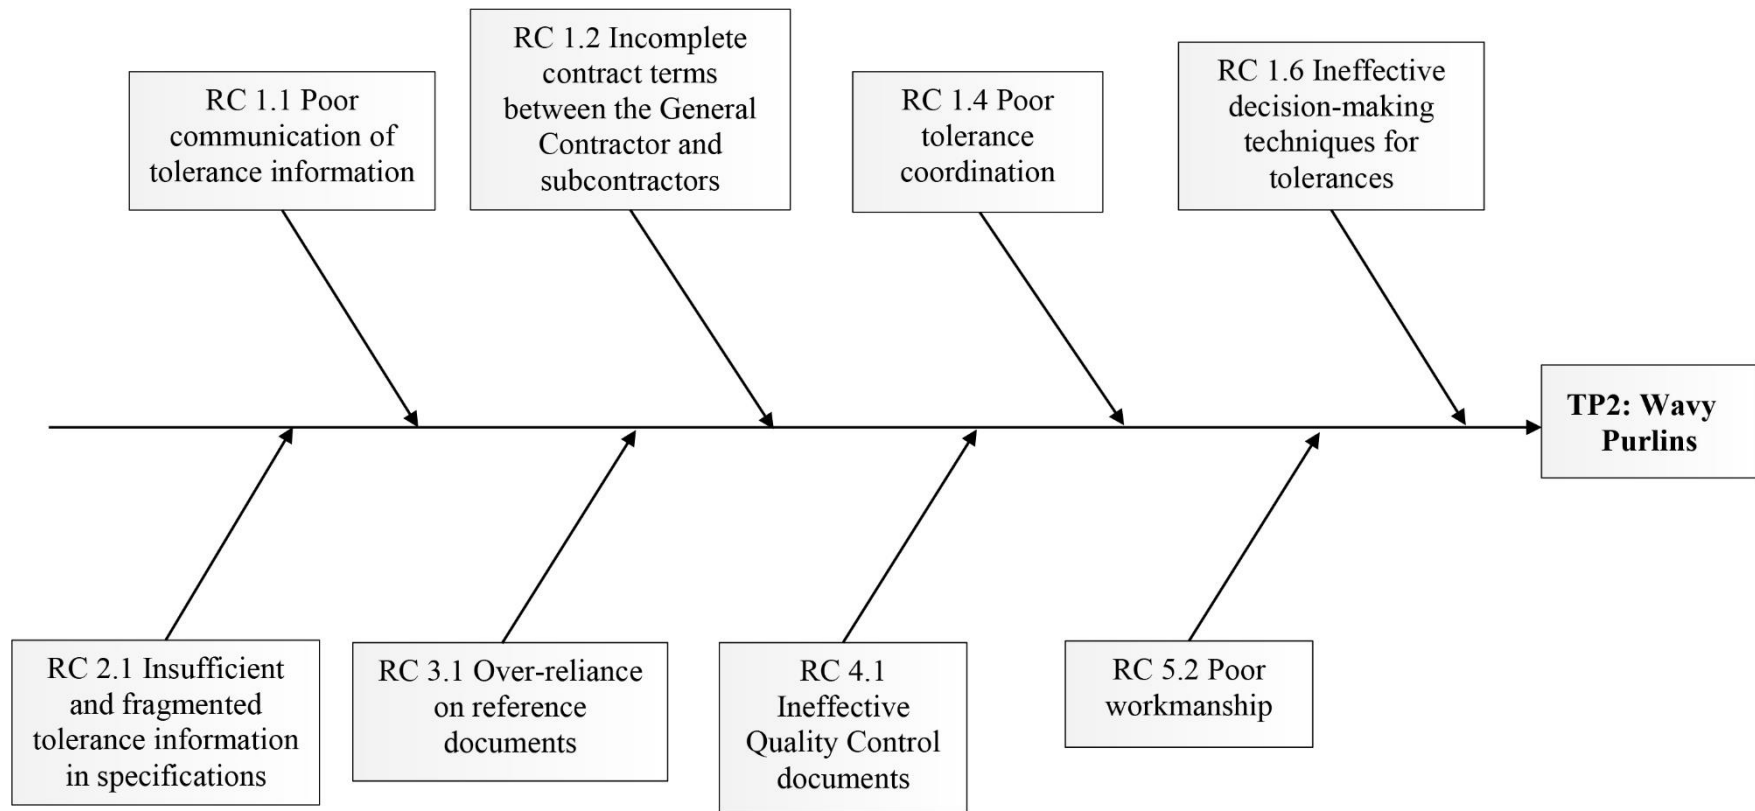 RC 1.1 Poor
communication of
tolerance information
RC 1.2 Incomplete
contract terms
between the General
Contractor and
subcontractors
RC 1.4 Poor
tolerance
coordination
RC 1.6 Ineffective
decision-making
techniques for
tolerances
TP2: Wavy
Purlins
RC 2.1 Insufficient
and fragmented
tolerance information
in specifications
RC 3.1 Over-reliance
on reference
documents
RC 4.1
Ineffective
Quality Control
documents
RC 5.2 Poor
workmanship